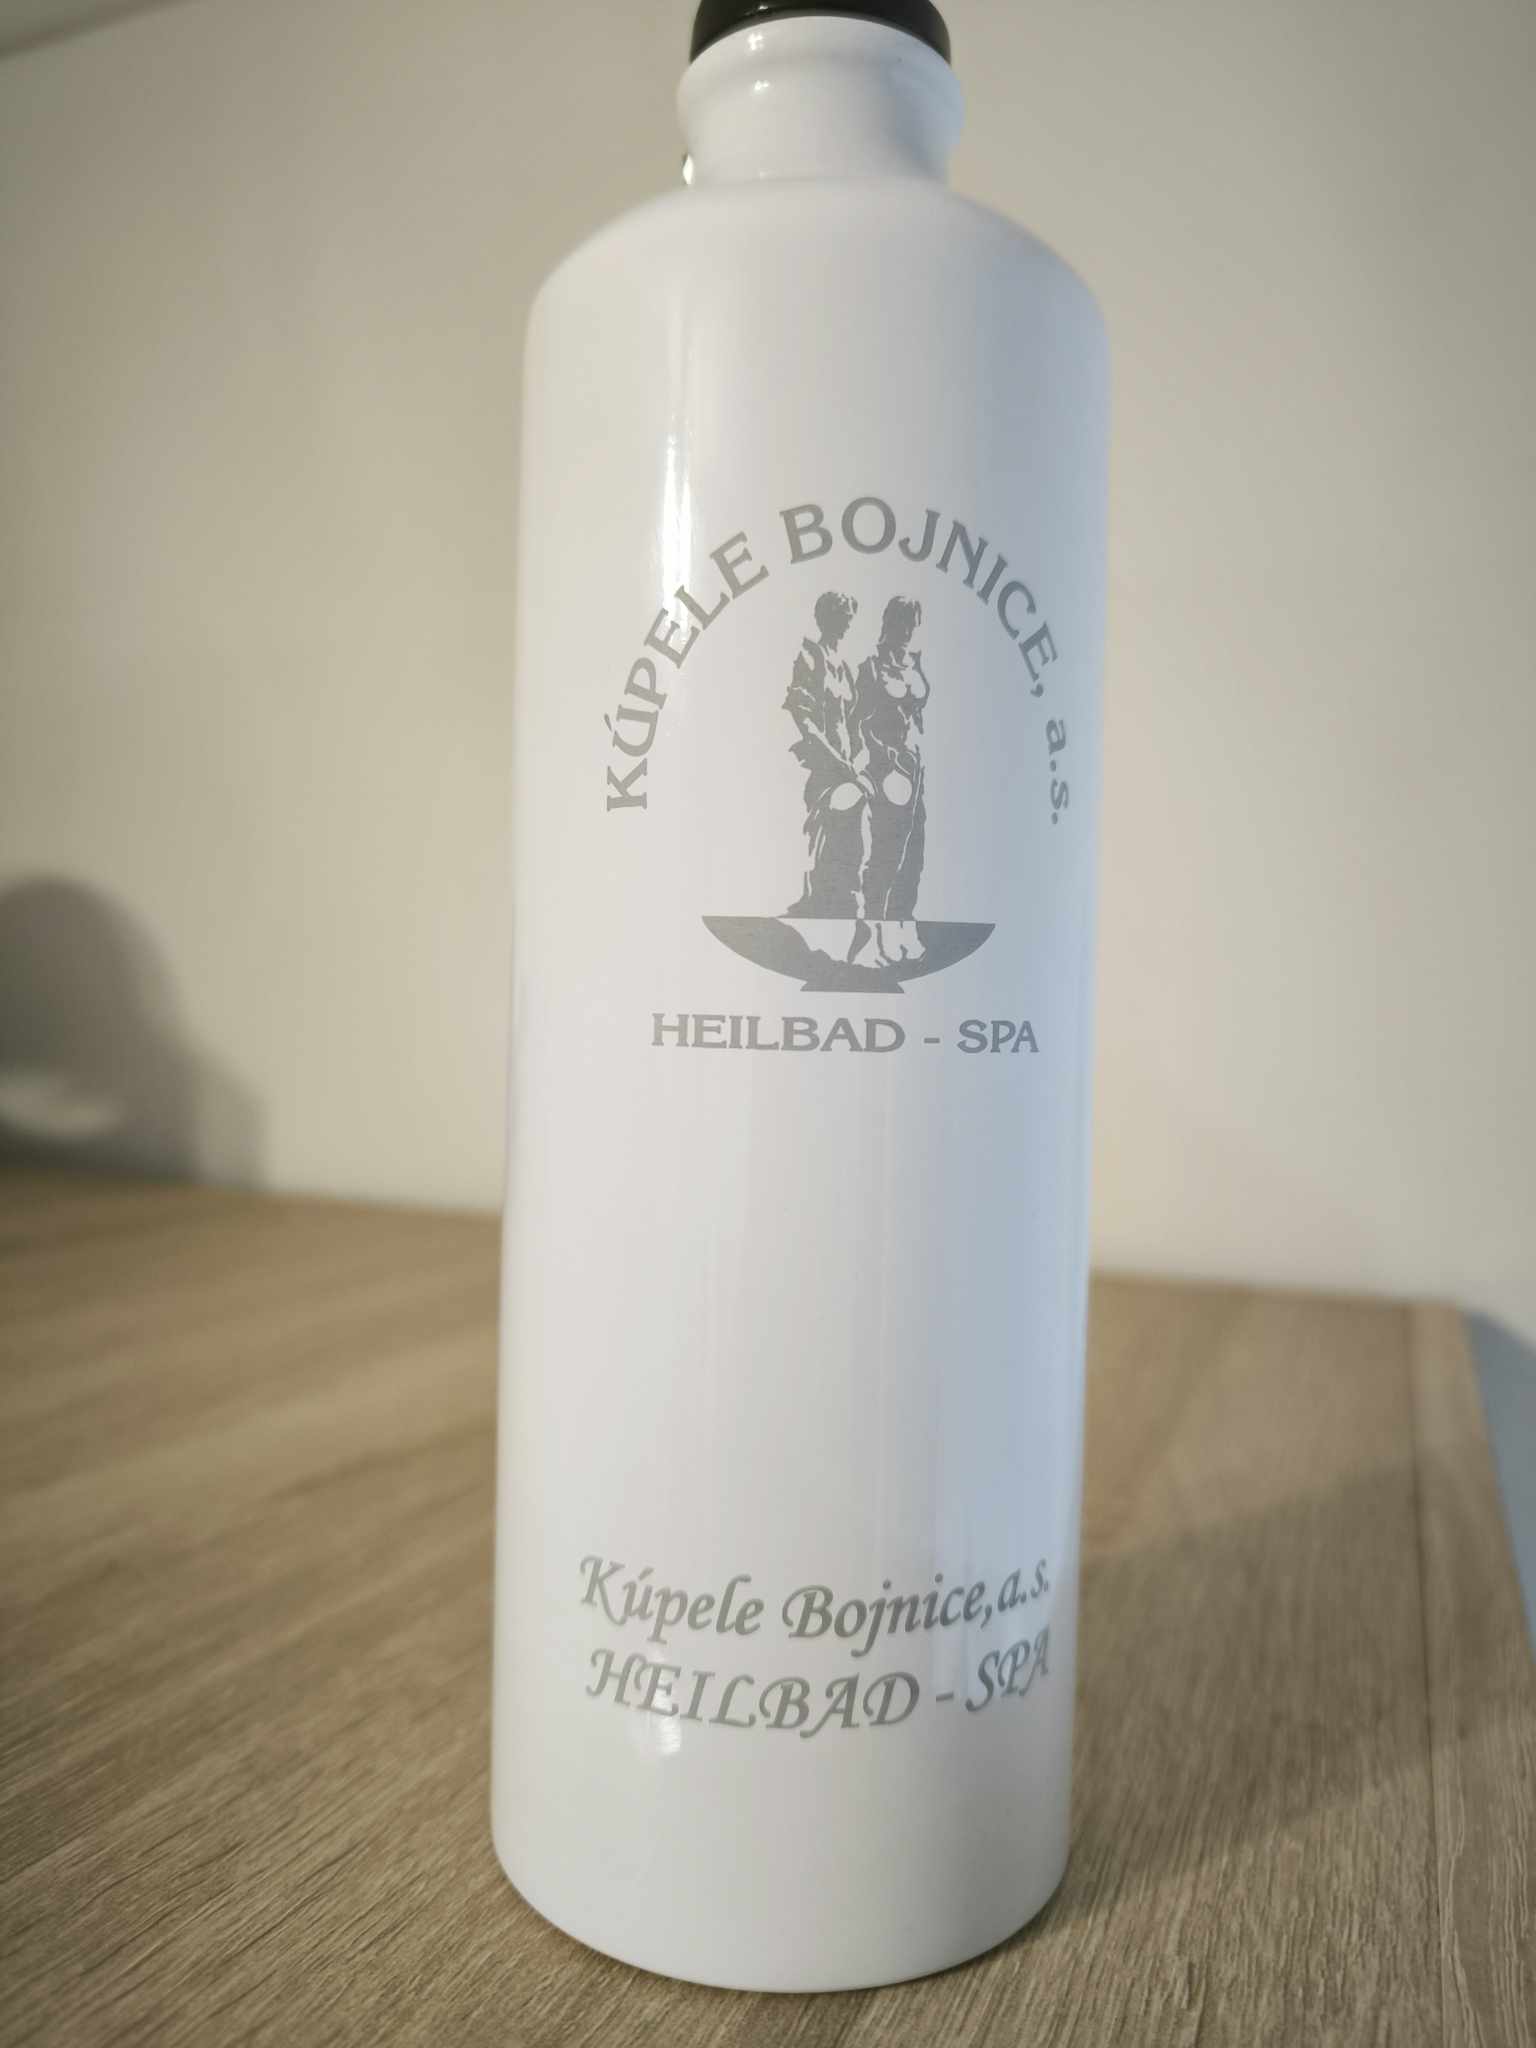 KÚPELE BOJNICE, a.s.
HEILBAD - SPA
Kúpele Bojnice,a.s.
HEILBAD - SPA